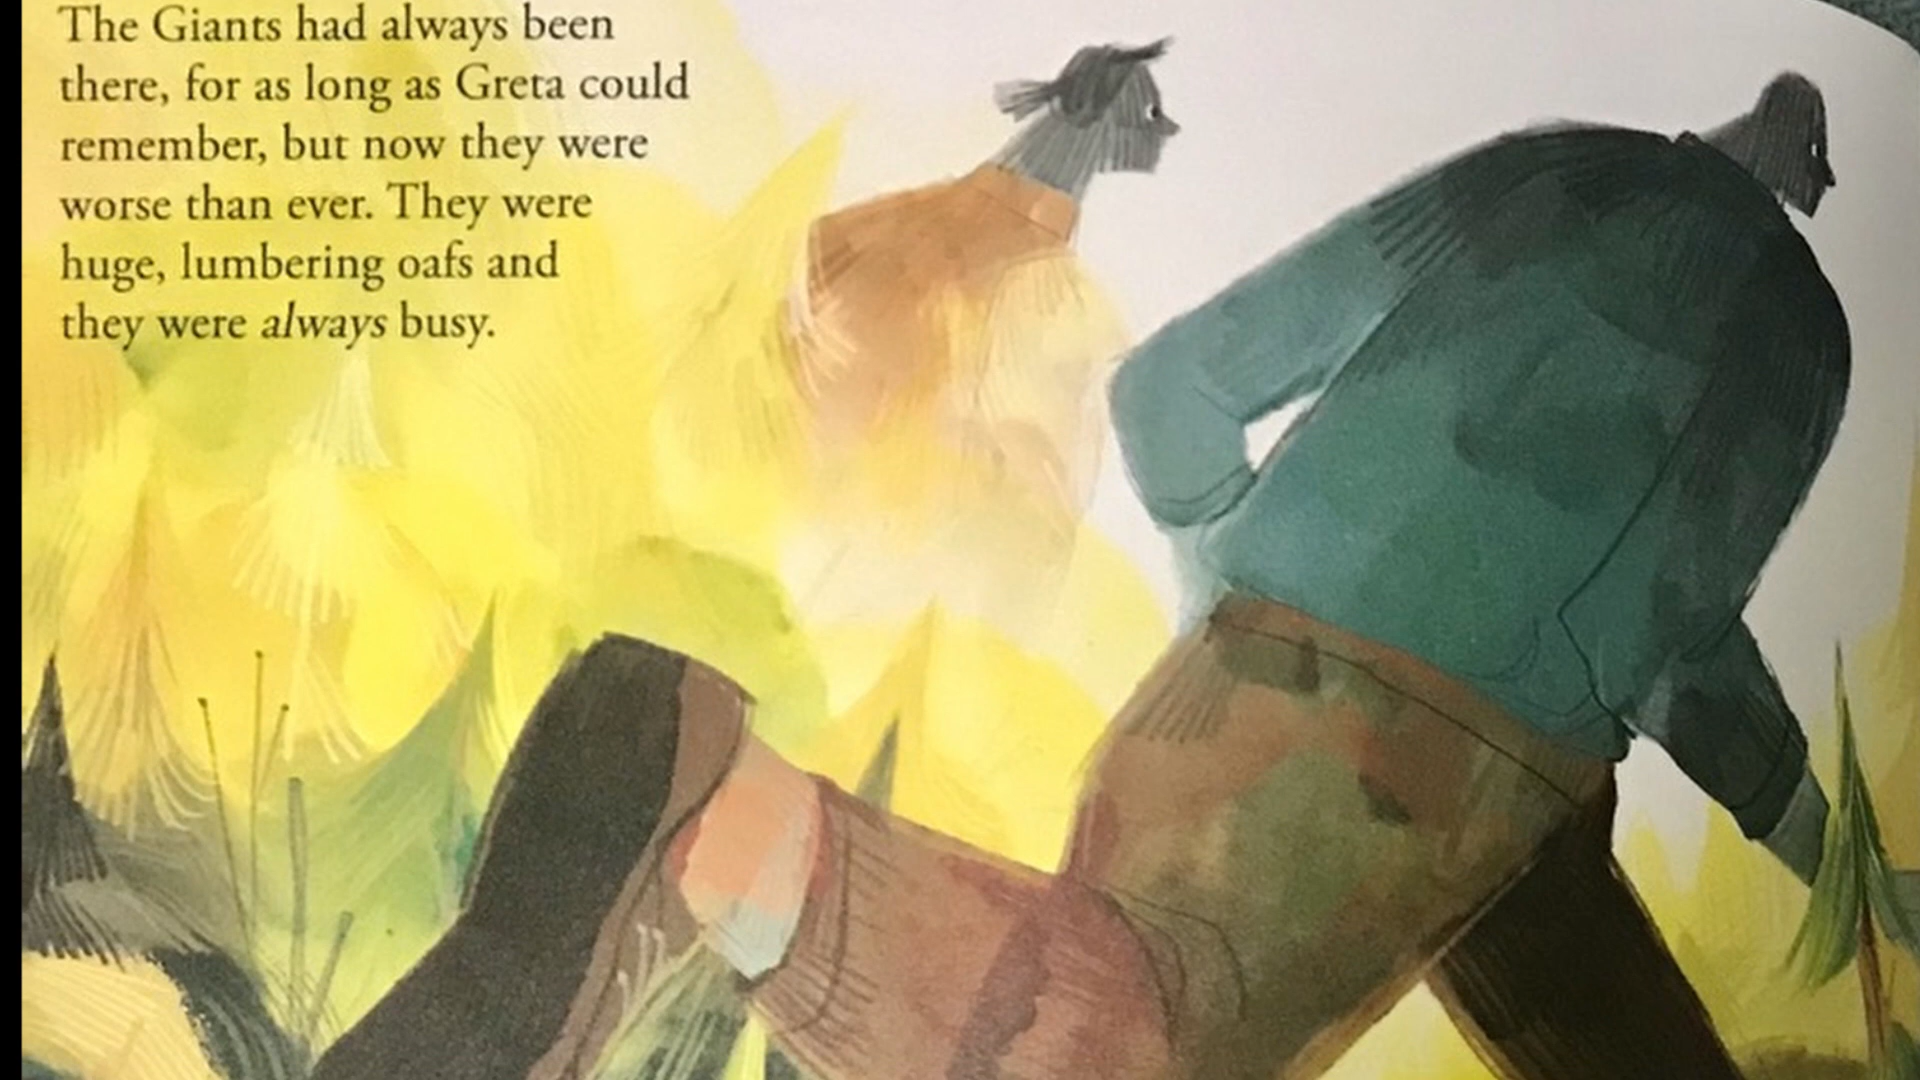 The Giants had always been
there, for as long as Greta could
remember, but now they were
worse than ever. They were
huge, lumbering oafs and
they were always busy.